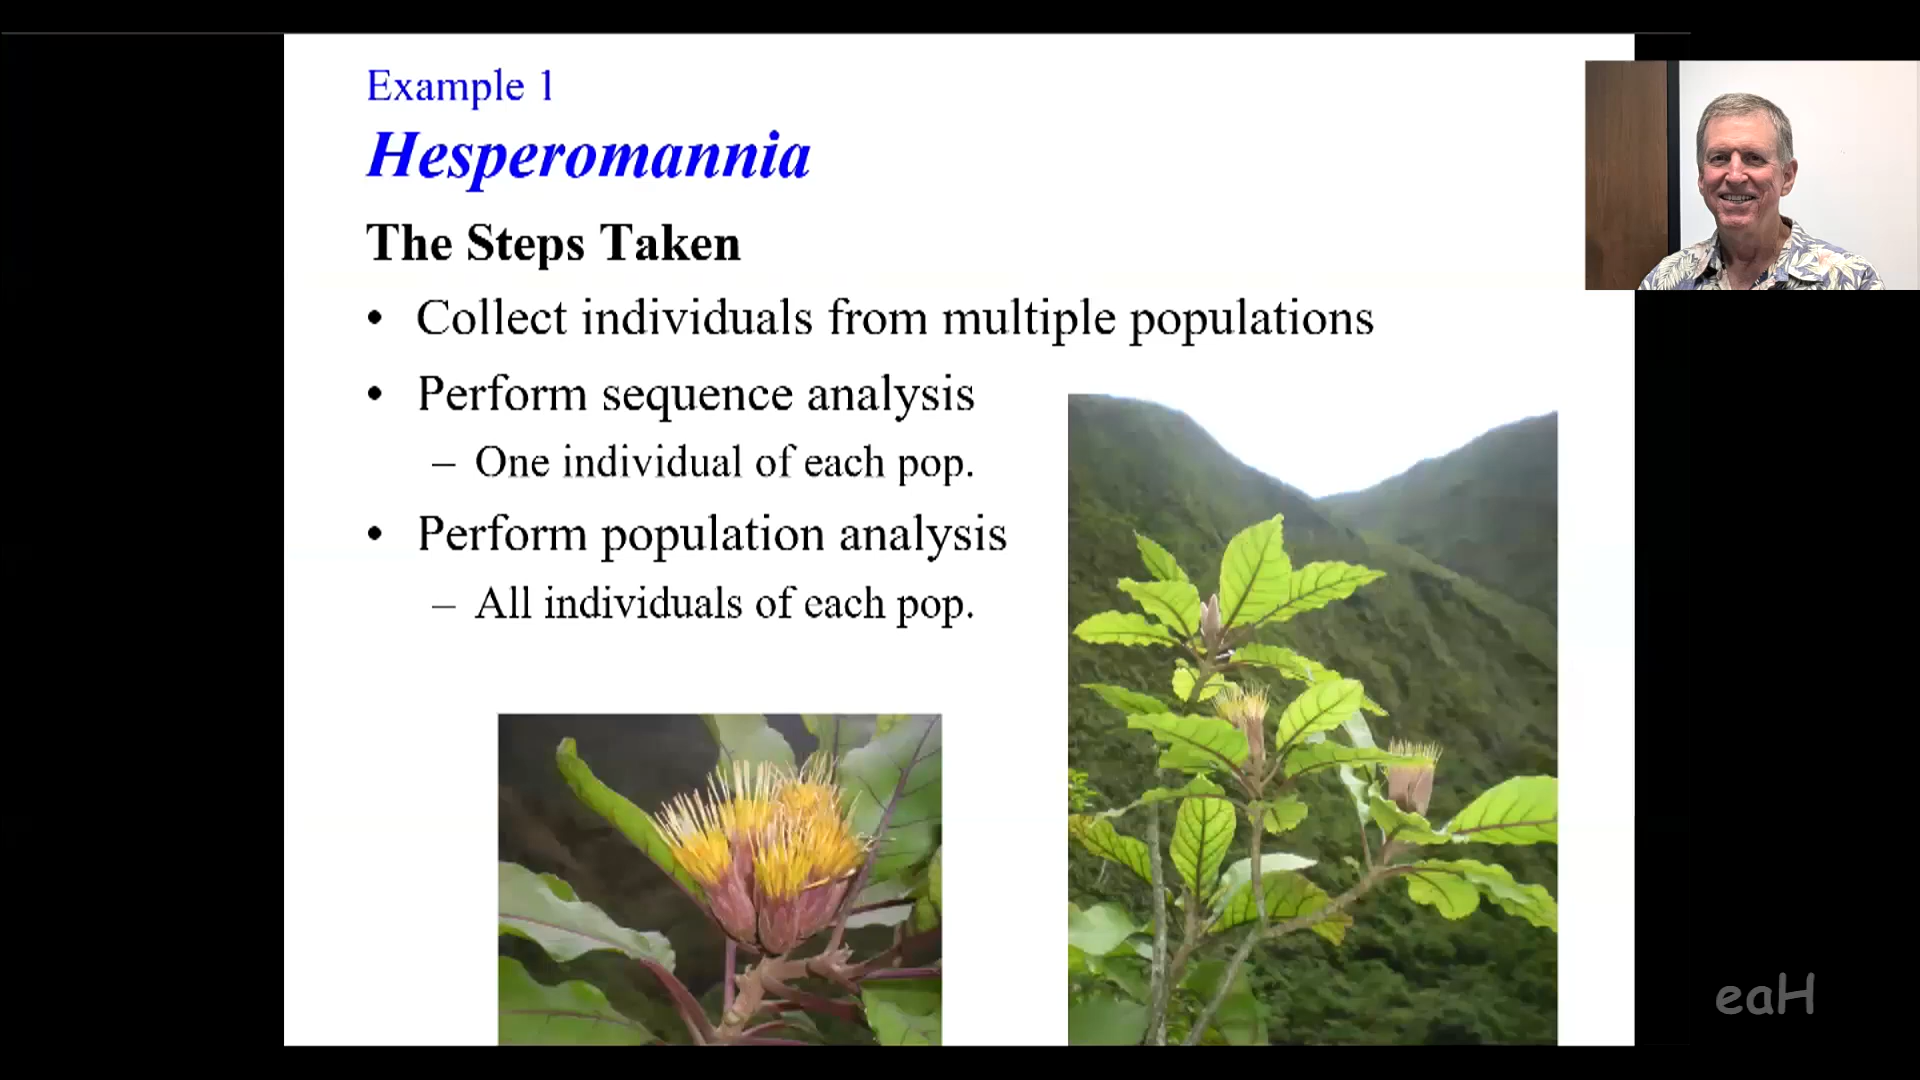 Example 1
Hesperomannia
The Steps Taken
• Collect individuals from multiple populations
• Perform sequence analysis
– One individual of each pop.
• Perform population analysis
– All individuals of each pop.
eaH